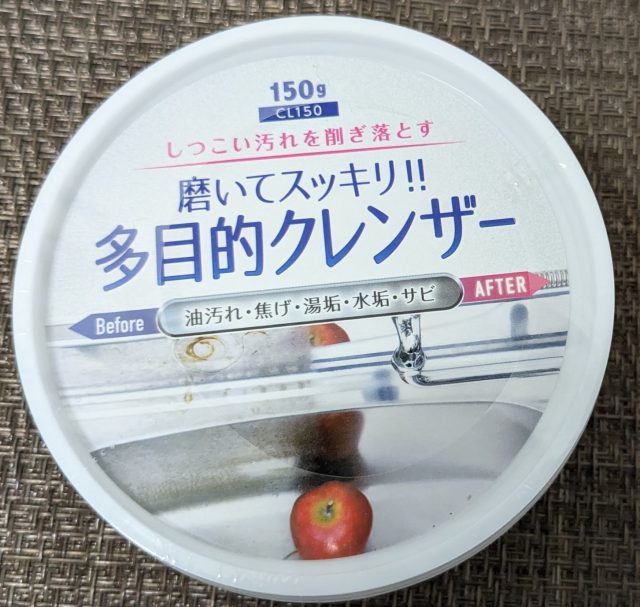 150g
CL150
しつこい汚れを削ぎ落とす
磨いてスッキリ!!
多目的クレンザー
Before 油汚れ・焦げ・湯垢・水垢・サビ AFTER